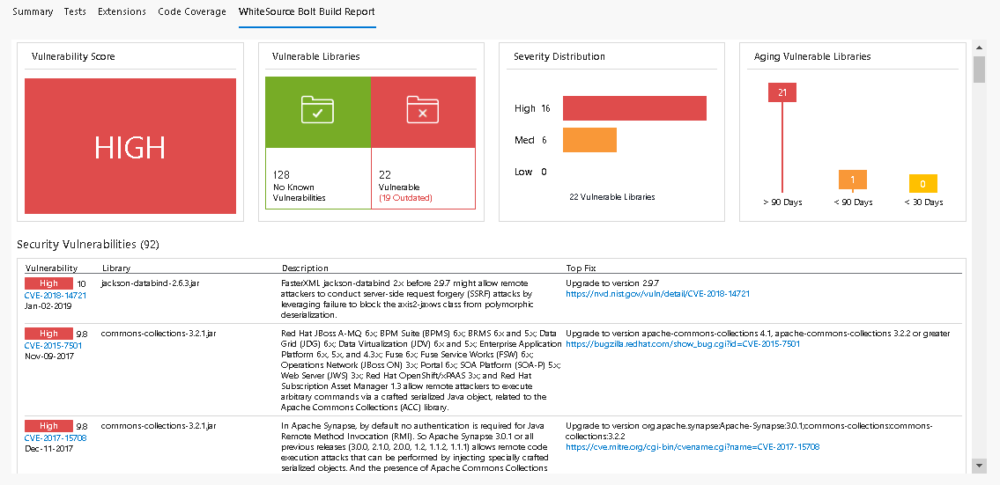 Summary Tests Extensions Code Coverage WhiteSource Bolt Build Report
Vulnerability Score
HIGH
Vulnerable Libraries
128
No Known
Vulnerabilities
22
Vulnerable
(19 Outdated)
Severity Distribution
High 16
Med 6
Low 0
22 Vulnerable Libraries
Aging Vulnerable Libraries
21
1
0
> 90 Days < 90 Days < 30 Days
Security Vulnerabilities (92)
Vulnerability Library Description Top Fix
High 10
CVE-2018-14721
Jan-02-2019
jackson-databind-2.6.3.jar
FasterXML jackson-databind 2.x before 2.9.7 might allow remote
attackers to conduct server-side request forgery (SSRF) attacks by
leveraging failure to block the axis2-jaxws class from polymorphic
deserialization.
Upgrade to version 2.9.7
https://nvd.nist.gov/vuln/detail/CVE-2018-14721
High 9.8
CVE-2015-7501
Nov-09-2017
commons-collections-3.2.1.jar
Red Hat JBoss A-MQ 6.x; BPM Suite (BPMS) 6.x; BRMS 6.x and 5.x; Data
Grid (JDG) 6.x; Data Virtualization (JDV) 6.x and 5.x; Enterprise Application
Platform 6.x, 5.x, and 4.3.x; Fuse 6.x; Fuse Service Works (FSW) 6.x;
Operations Network (JBoss ON) 3.x; Portal 6.x; SOA Platform (SOA-P) 5.x;
Web Server (JWS) 3.x; Red Hat OpenShift/xPAAS 3.x; and Red Hat
Subscription Asset Manager 1.3 allow remote attackers to execute
arbitrary commands via a crafted serialized Java object, related to the
Apache Commons Collections (ACC) library.
Upgrade to version apache-commons-collections 4.1, apache-commons-collections 3.2.2 or greater
https://bugzilla.redhat.com/show_bug.cgi?id=CVE-2015-7501
High 9.8
CVE-2017-15708
Dec-11-2017
commons-collections-3.2.1.jar
In Apache Synapse, by default no authentication is required for Java
Remote Method Invocation (RMI). So Apache Synapse 3.0.1 or all
previous releases (3.0.0, 2.1.0, 2.0.0, 1.2, 1.1.2, 1.1.1) allows remote code
execution attacks that can be performed by injecting specially crafted
serialized objects. And the presence of Apache Commons Collections
Upgrade to version org.apache.synapse:Apache-Synapse:3.0.1;commons-collections:commons-
collections:3.2.2
https://cve.mitre.org/cgi-bin/cvename.cgi?name=CVE-2017-15708